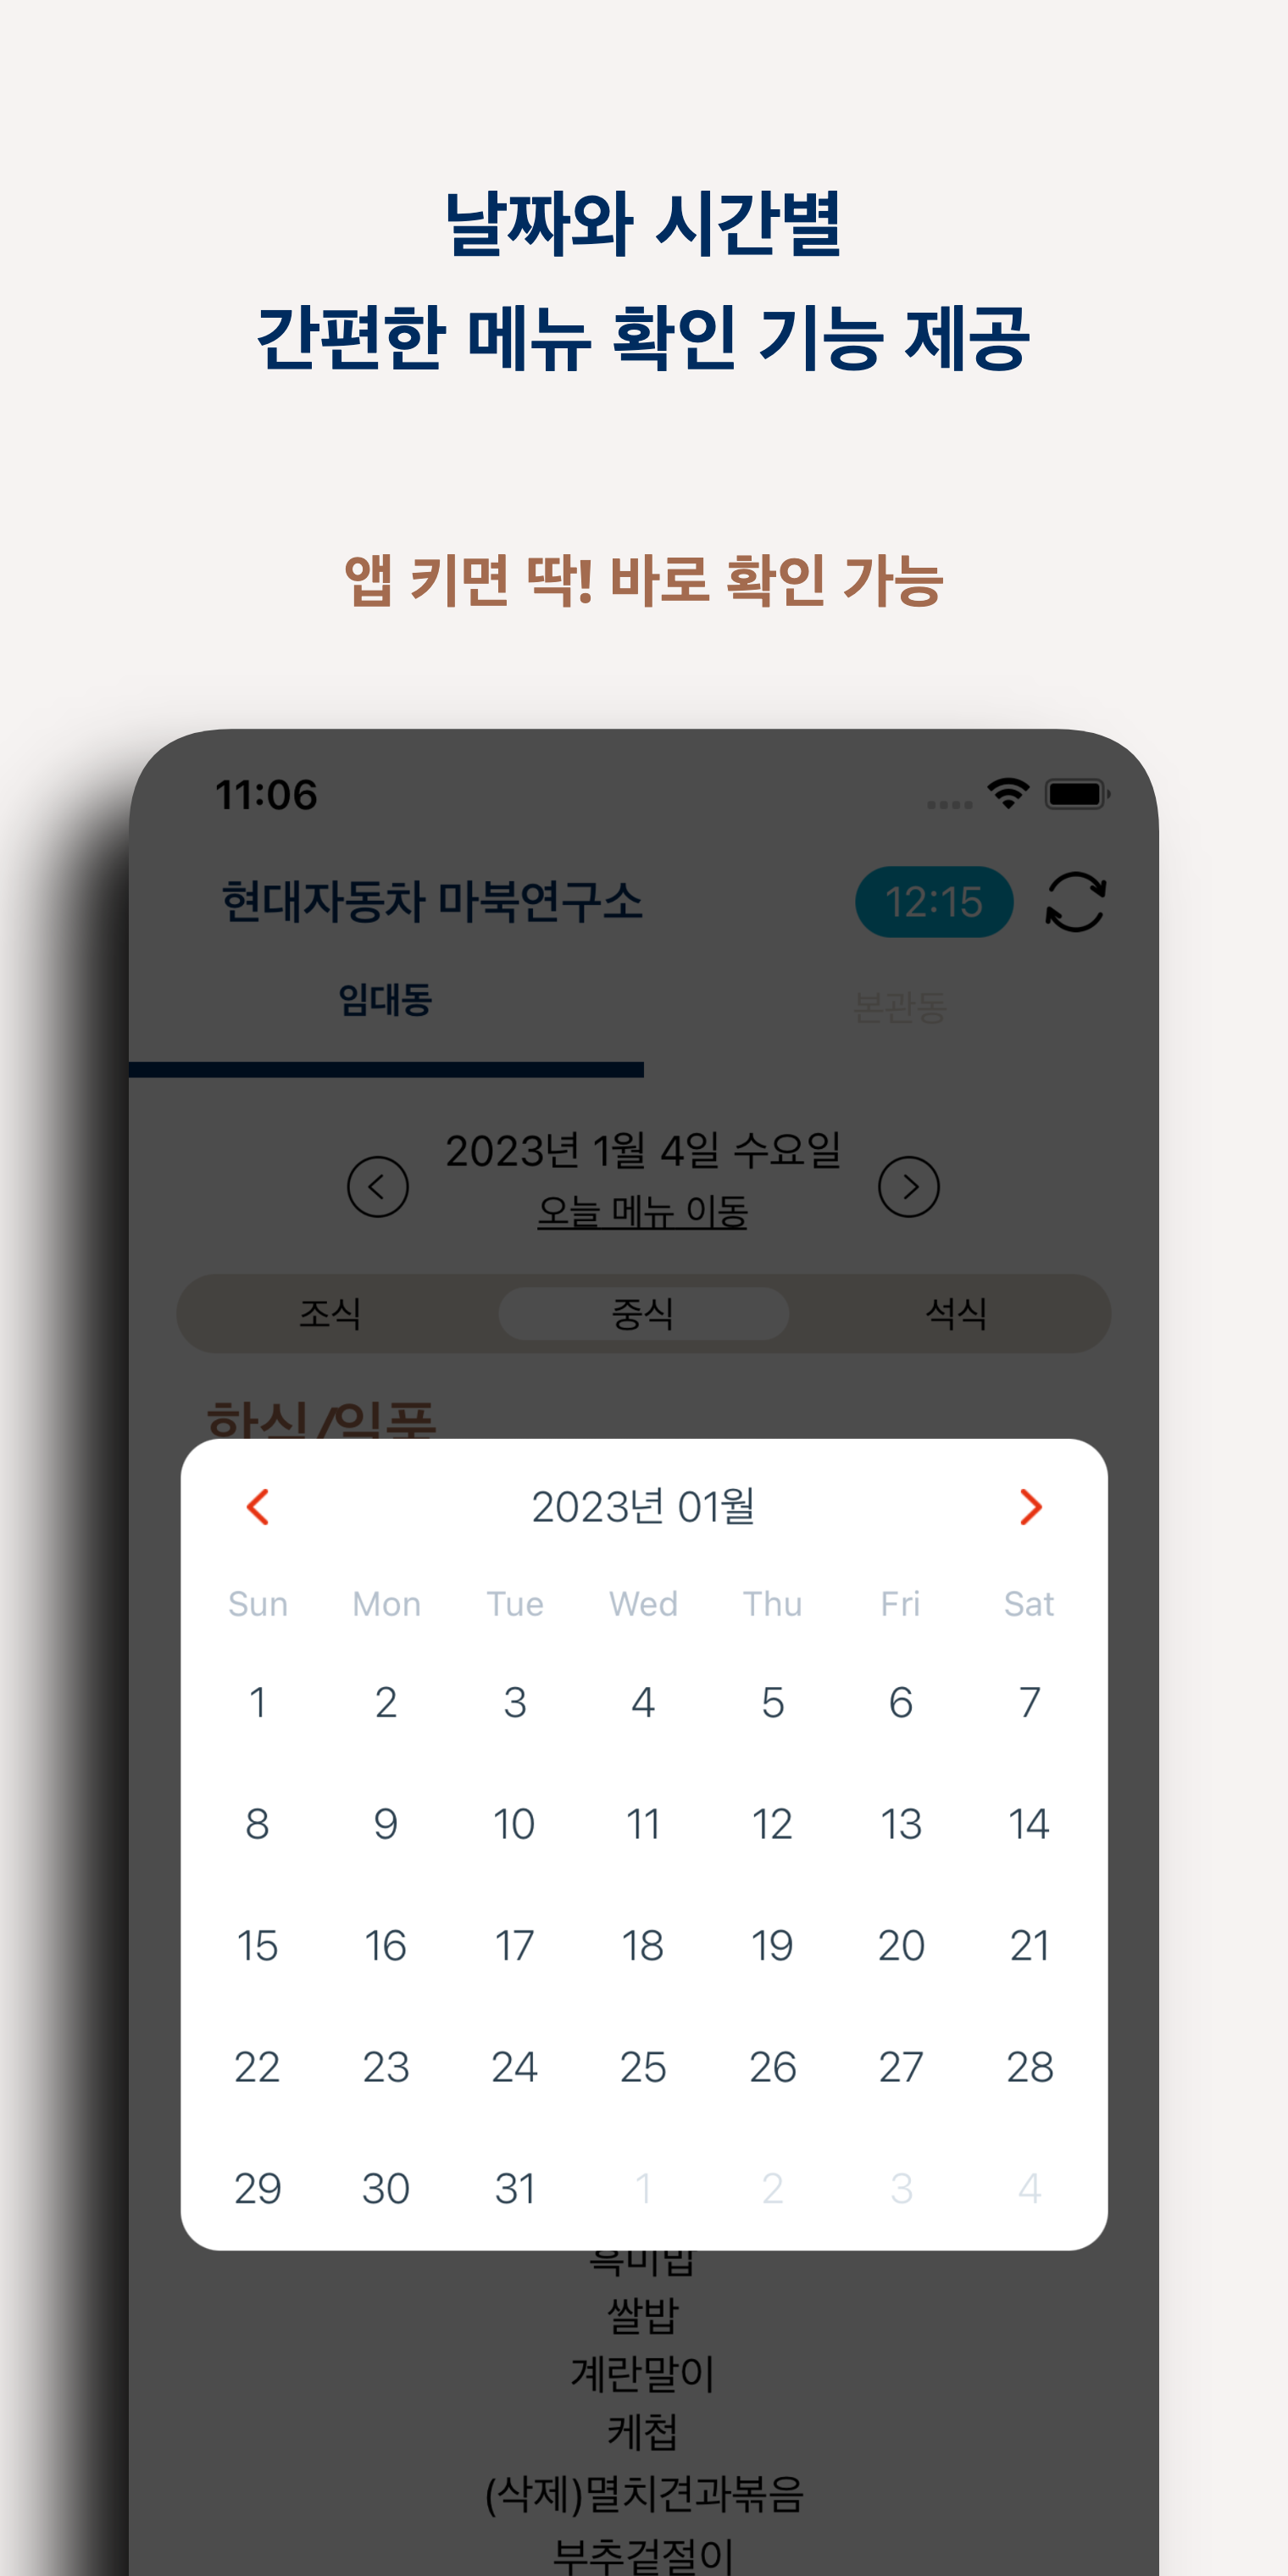 날짜와 시간별
간편한 메뉴 확인 기능 제공
앱 키면 딱! 바로 확인 가능
11:06
현대자동차 마북연구소 12:15
임대동 본관동
2023년 1월 4일 수요일
오늘 메뉴 이동
조식 중식 석식
한식/일품
2023년 01월
Sun Mon Tue Wed Thu Fri Sat
1 2 3 4 5 6 7
8 9 10 11 12 13 14
15 16 17 18 19 20 21
22 23 24 25 26 27 28
29 30 31 1 2 3 4
흑미밥
쌀밥
계란말이
케첩
(삭제)멸치견과볶음
부추겉절이